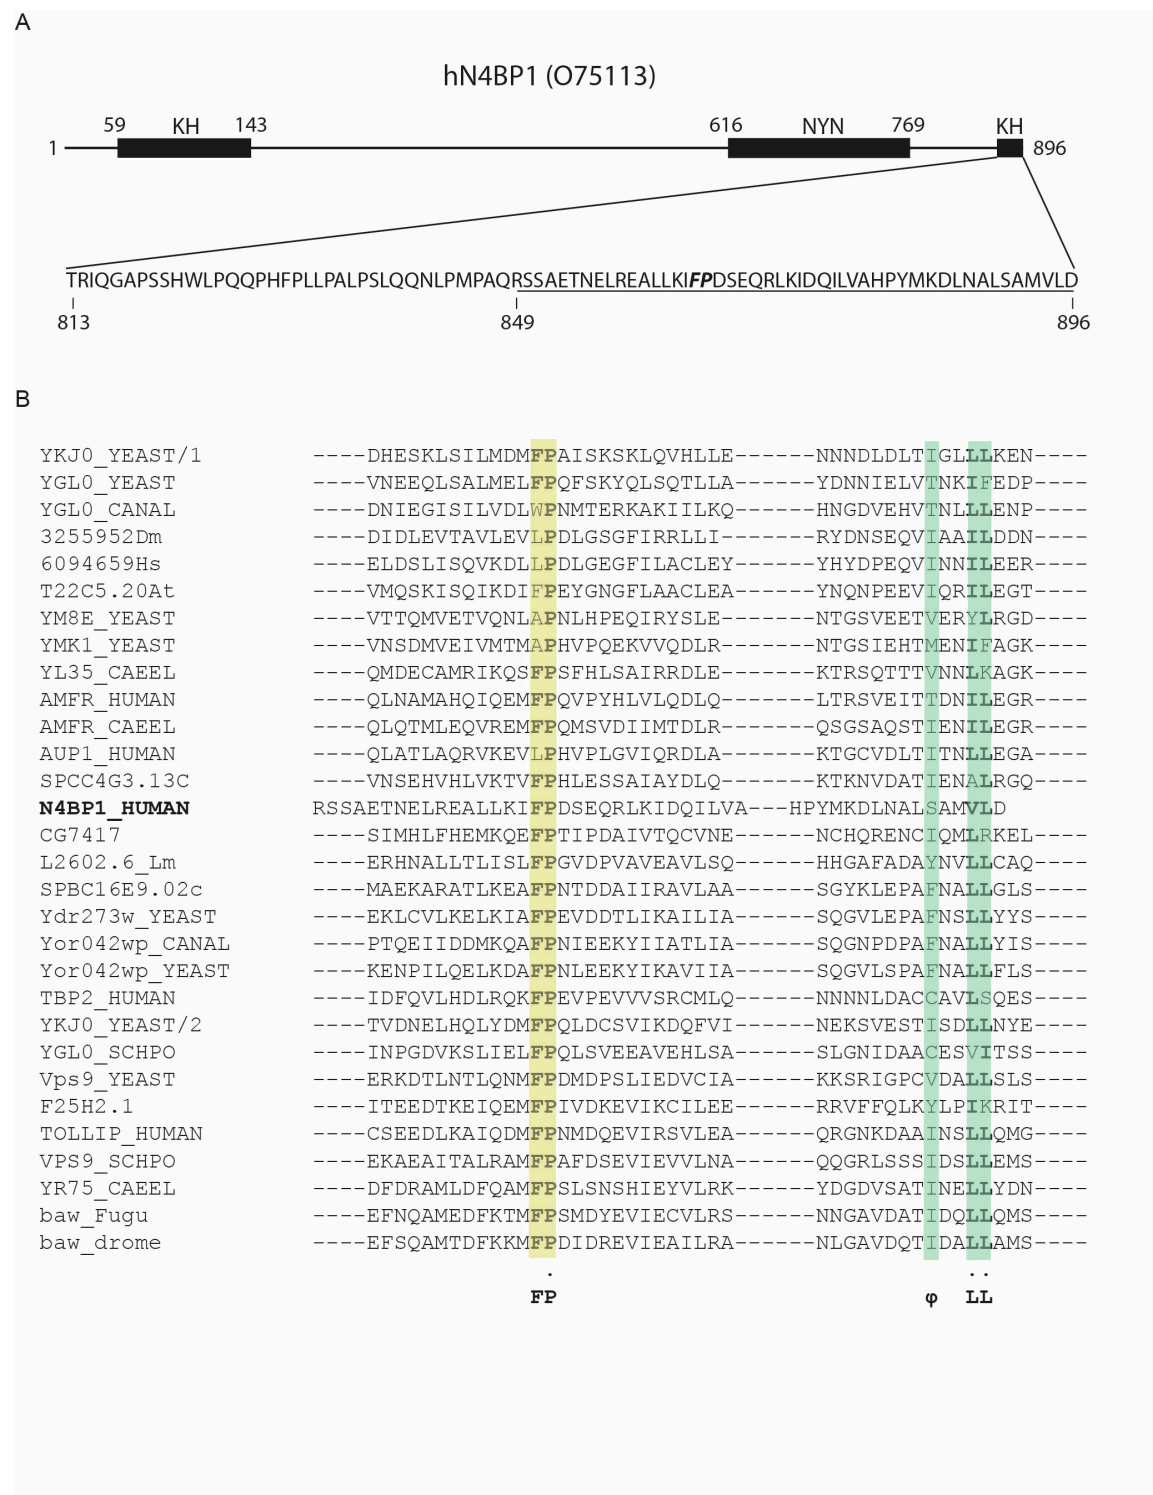 A
hN4BP1 (O75113)
59 KH 143 616 NYN 769 KH
1 896
TRIQGAPSSHWLPQQPHFPLLPALPSLQQNLPMPAQRSSAETNELREALLKIFPDSEQRLKIDQILVAHPYMKDLNALSAMVLD
813 849 896
B
YKJ0_YEAST/1 ----DHESKLSILMDMFPAISKSKLQVHLLE------NNNDLDLTIGLLLKEN----
YGL0_YEAST ----VNEEQLSALMELFPQFSKYQLSQTLLA------YDNNIELVTNKIFEDP----
YGL0_CANAL ----DNIEGISILVDLWPNMTERKAKIILKQ------HNGDVEHVTNLLLENP----
3255952Dm ----DIDLEVTAVLEVLPDLGSGFIRRLLI------RYDNSEQVIAAILDDN----
6094659Hs ----ELDSLISQVKDLLPDLGEGFILACLEY------YHYDPEQVINNILEER----
T22C5.20At ----VMQSKISQIKDIFPEYGNGFLAACLEA------YNQNPEEVIQRILEGT----
YM8E_YEAST ----VTTQMVETVQNLAPNLHPEQIRYSLE------NTGSVEETVERYLRGD----
YMK1_YEAST ----VNSDMVEIVMTMAPHVPQEKVVQDLR------NTGSIEHTMENIFAGK----
YL35_CAEEL ----QMDECAMRIKQSFPSFHLSAIRRDLE------KTRSQTTTVNNLKAGK----
AMFR_HUMAN ----QLNAMAHQIQEMFPQVPYHLVLQDLQ------LTRSVEITTDNILEGR----
AMFR_CAEEL ----QLQTMLEQVREMFPQMSVDIIMTDLR------QSGSAQSTIENILEGR----
AUP1_HUMAN ----QLATLAQRVKEVLPHVPLGVIQRDLA------KTGCVDLTITNLLEGA----
SPCC4G3.13C ----VNSEHVHLVKTVFPHLESSAIAYDLQ------KTKNVDATIENALRGQ----
N4BP1_HUMAN RSSAETNELREALLKIFPDSEQRLKIDQILVA---HPYMKDLNALSAMVLD
CG7417 ----SIMHLFHEMKQEFPTIPDAIVTQCVNE------NCHQRENCIQMLRKEL----
L2602.6_Lm ----ERHNALLTLISLFPGVDPVAVEAVLSQ------HHGAFADAYNVLLCAQ----
SPBC16E9.02c ----MAEKARATLKEAFPNTDDAIIRAVLAA------SGYKLEPAFNALLGLS----
Ydr273w_YEAST ----EKLCVLKELKIAFPEVDDTLIKAILIA------SQGVLEPAFNSLLYYS----
Yor042wp_CANAL ----PTQEIIDDMKQAFPNIEEKYIIATLIA------SQGNPDPAFNALLYIS----
Yor042wp_YEAST ----KENPILQELKDAFPNLEEKYIKAVIIA------SQGVLSPAFNALLFLS----
TBP2_HUMAN ----IDFQVLHDLRQKFPEVPEVVVSRCMLQ------NNNNLDACCAVLSQES----
YKJ0_YEAST/2 ----TVDNELHQLYDMFPQLDCSVIKDQFVI------NEKSVESTISDLLNYE----
YGL0_SCHPO ----INPGDVKSLIELFPQLSVEEAVEHLSA------SLGNIDAACESVITSS----
Vps9_YEAST ----ERKDTLNTLQNMFPDMDPSLIEDVCIA------KKSRIGPCVDALLSLS----
F25H2.1 ----ITEEDTKEIQEMFPIVDKEVIKCILEE------RRVFFQLKYLPIKRIT----
TOLLIP_HUMAN ----CSEEDLKAIQDMFPNMDQEVIRSVLEA------QRGNKDAAINSLLQMG----
VPS9_SCHPO ----EKAEAITALRAMFPAFDSEVIEVVLNA------QQGRLSSSIDSLLEMS----
YR75_CAEEL ----DFDRAMLDFQAMFPSLSNSHIEYVLRK------YDGDVSATINELLYDN----
baw_Fugu ----EFNQAMEDFKTMFPSMDYEVIECVLRS------NNGAVDATIDQLLQMS----
baw_drome ----EFSQAMTDFKKMFPDIDREVIEAILRA------NLGAVDQTIDALLAMS----
. ..
FP φ LL